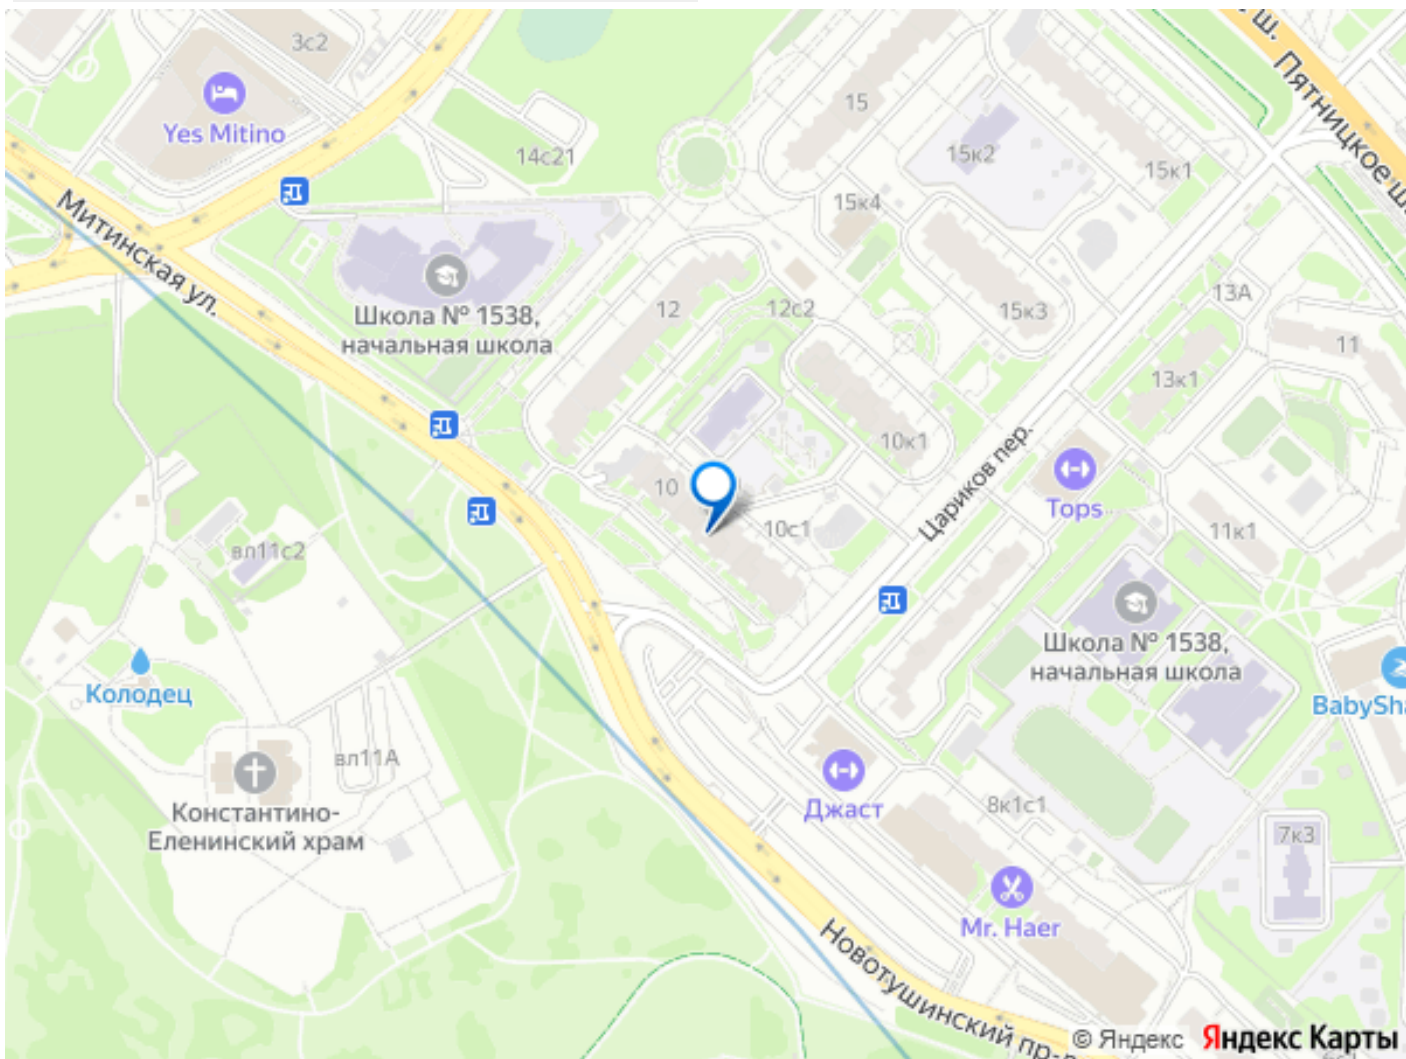 3с2
ш. Пятницкое ш.
Yes Mitino
15
14с21
15к2
15к1
15к4
Митинская ул.
13А
12
12с2
15к3
Школа № 1538,
начальная школа
11
13к1
10к1
Цариков пер.
10
Tops
10с1
11к1
вл11с2
Школа № 1538,
начальная школа
Колодец
BabySha
вл11А
Джаст
Константино-
Еленинский храм
8к1с1
7к3
Mr. Haer
Новотушинский пр-д
© Яндекс Яндекс Карты